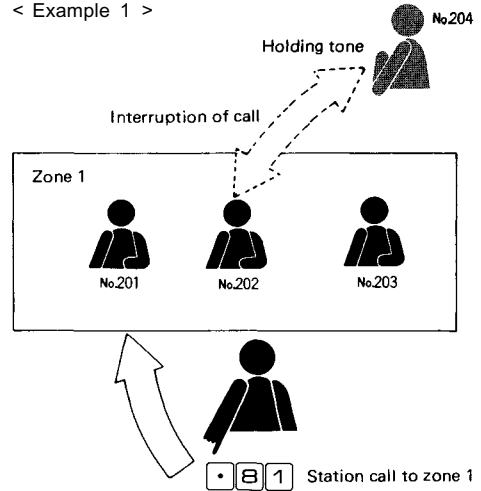 < Example 1 >
No.204
Holding tone
Interruption of call
Zone 1
No.201 No.202 No.203
• 8 1 Station call to zone 1